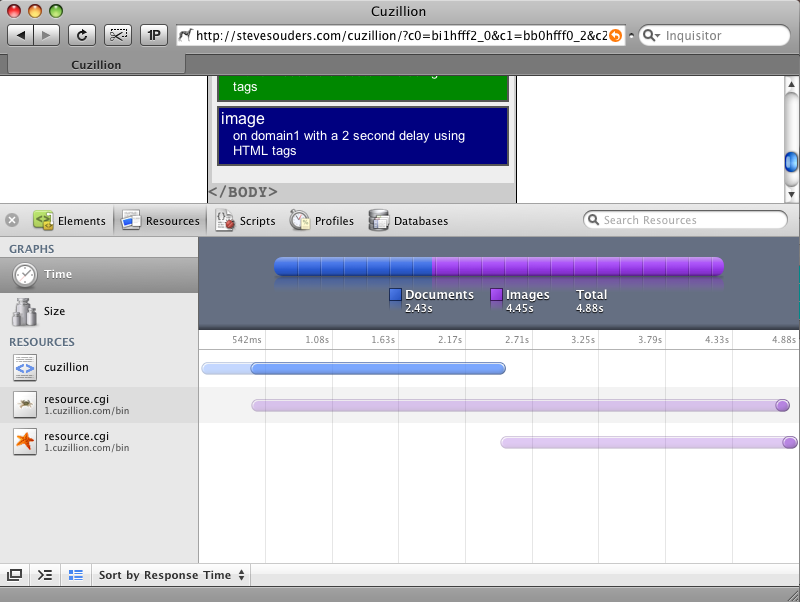 Cuzillion
1P
http://stevesouders.com/cuzillion/?c0=bi1hfff2_0&c1=bb0hfff0_2&c2
Inquisitor
Cuzillion
tags
image
on domain1 with a 2 second delay using
HTML tags
</BODY>
Elements
Resources
Scripts
Profiles
Databases
Search Resources
GRAPHS
Time
Size
RESOURCES
cuzillion
resource.cgi
1.cuzillion.com/bin
resource.cgi
1.cuzillion.com/bin
Documents
2.43s
Images
4.45s
Total
4.88s
542ms 1.08s 1.63s 2.17s 2.71s 3.25s 3.79s 4.33s 4.88s
Sort by Response Time